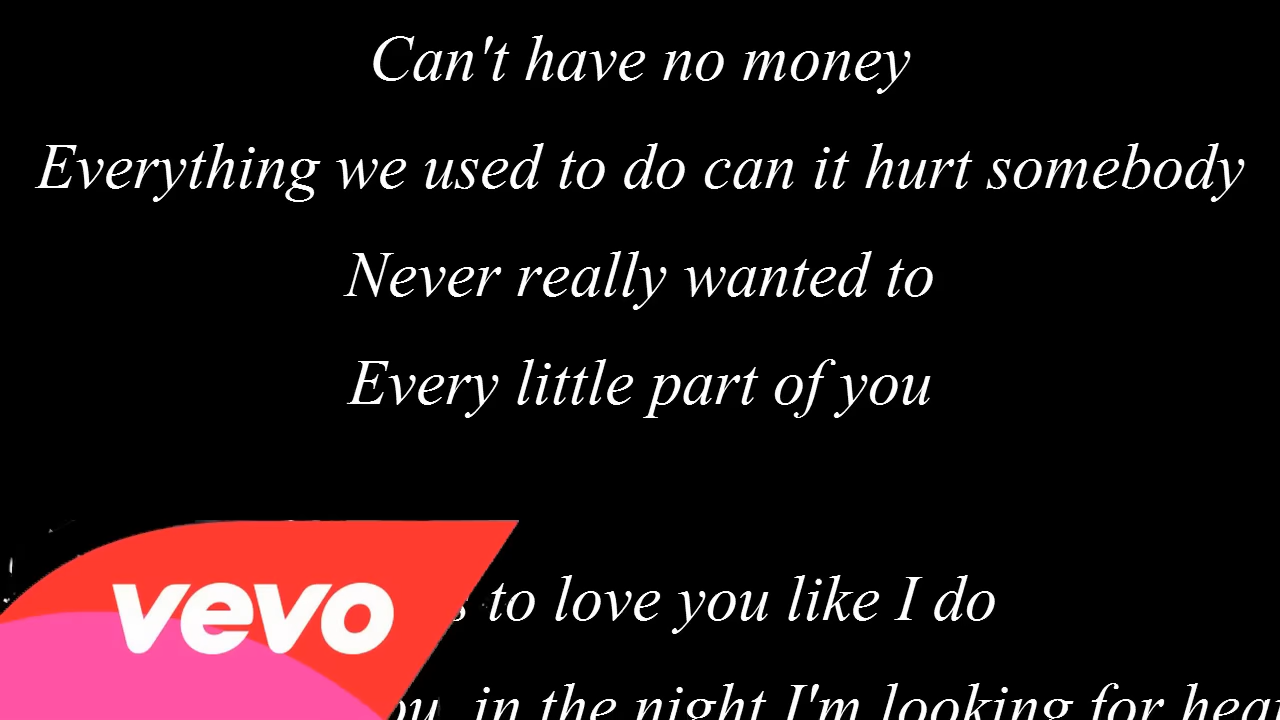 Can't have no money
Everything we used to do can it hurt somebody
Never really wanted to
Every little part of you
to love you like I do
in the night I'm looking for
vevo